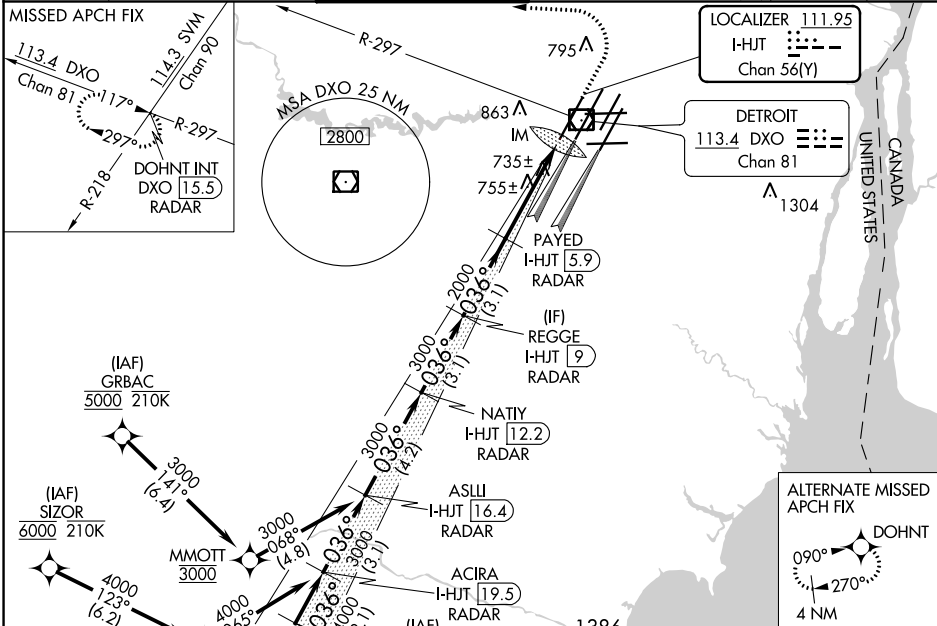 MISSED APCH FIX
113.4 DXO
Chan 81
114.3 SVM
Chan 90
117°
297°
R-297
R-218
DOHNT INT
DXO 15.5
RADAR
R-297
MSA DXO 25 NM
2800
795
863
IM
735±
755±
LOCALIZER 111.95
I-HJT
Chan 56(Y)
DETROIT
113.4 DXO
Chan 81
1304
CANADA
UNITED STATES
PAYED
I-HJT 5.9
RADAR
2000
036°
(3.1)
(IF)
REGGE
I-HJT 9
RADAR
3000
036°
(3.1)
NATIY
I-HJT 12.2
RADAR
3000
036°
(4.2)
ASLLI
I-HJT 16.4
RADAR
036°
3000
(3.1)
ACIRA
I-HJT 19.5
RADAR
036°
(IAF)
GRBAC
5000 210K
3000
141°
(6.4)
(IAF)
SIZOR
6000 210K
4000
123°
(6.2)
MMOTT
3000
3000
068°
(4.8)
4000
(IAF)
ALTERNATE MISSED
APCH FIX
DOHNT
090°
270°
4 NM